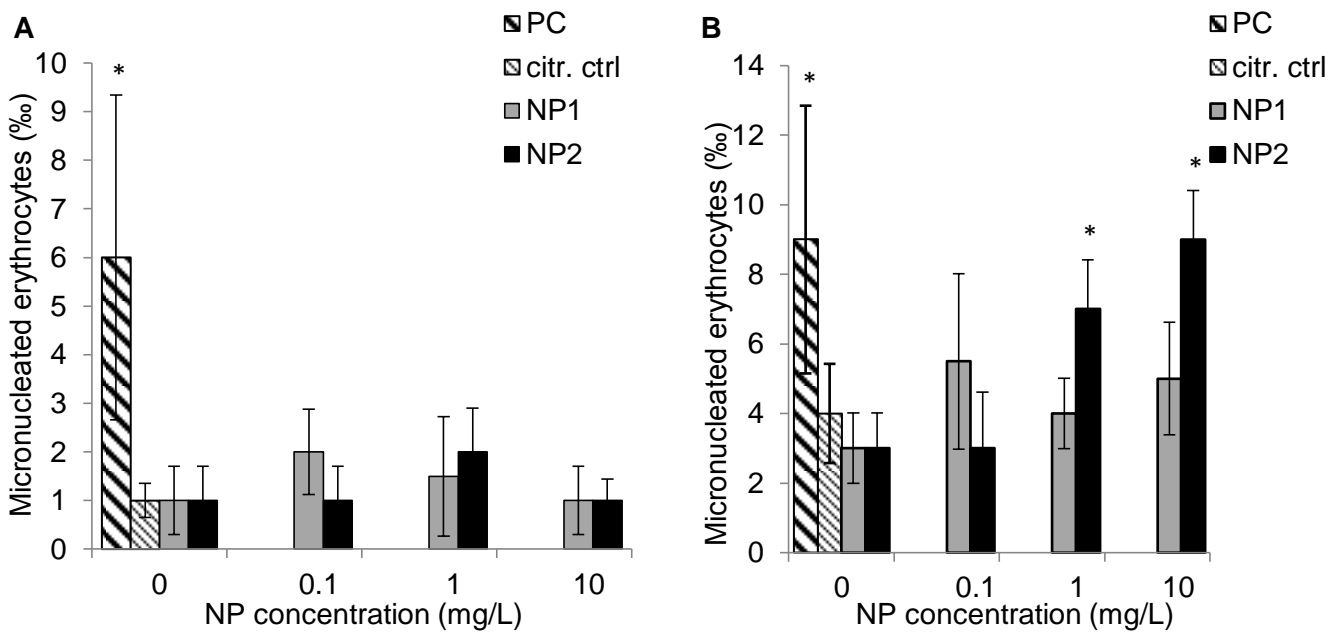 A
PC
citr. ctrl
NP1
NP2
Micronucleated erythrocytes (‰)
10
9
8
7
6
5
4
3
2
1
0
*
0 0.1 1 10
NP concentration (mg/L)
B
PC
citr. ctrl
NP1
NP2
Micronucleated erythrocytes (‰)
14
12
10
8
6
4
2
0
*
*
*
0 0.1 1 10
NP concentration (mg/L)